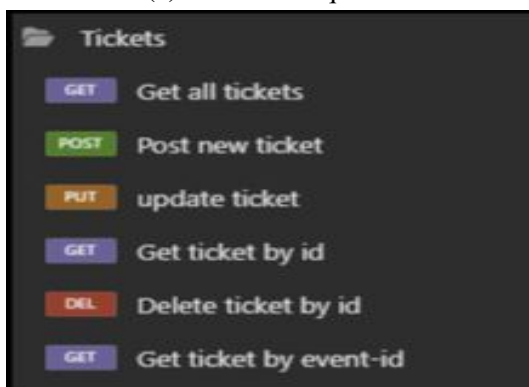 Tickets
GET Get all tickets
POST Post new ticket
PUT update ticket
GET Get ticket by id
DEL Delete ticket by id
GET Get ticket by event-id